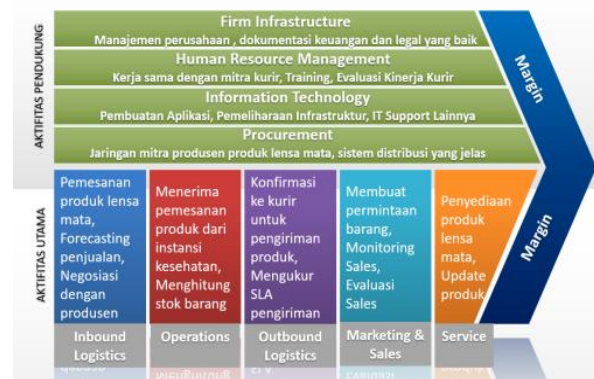 AKTIFITAS PENDUKUNG
Firm Infrastructure
Manajemen perusahaan , dokumentasi keuangan dan legal yang baik
Human Resource Management
Kerja sama dengan mitra kurir, Training, Evaluasi Kinerja Kurir
Information Technology
Pembuatan Aplikasi, Pemeliharaan Infrastruktur, IT Support Lainnya
Procurement
Jaringan mitra produsen produk lensa mata, sistem distribusi yang jelas
Margin
AKTIFITAS UTAMA
Pemesanan
produk lensa
mata,
Forecasting
penjualan,
Negosiasi
dengan
produsen
Menerima
pemesanan
produk dari
instansi
kesehatan,
Menghitung
stok barang
Konfirmasi
ke kurir
untuk
pengiriman
produk,
Mengukur
SLA
pengiriman
Membuat
permintaan
barang,
Monitoring
Sales,
Evaluasi
Sales
Penyediaan
produk
lensa
mata,
Update
produk
Margin
Inbound
Logistics
Operations
Outbound
Logistics
Marketing &
Sales
Service